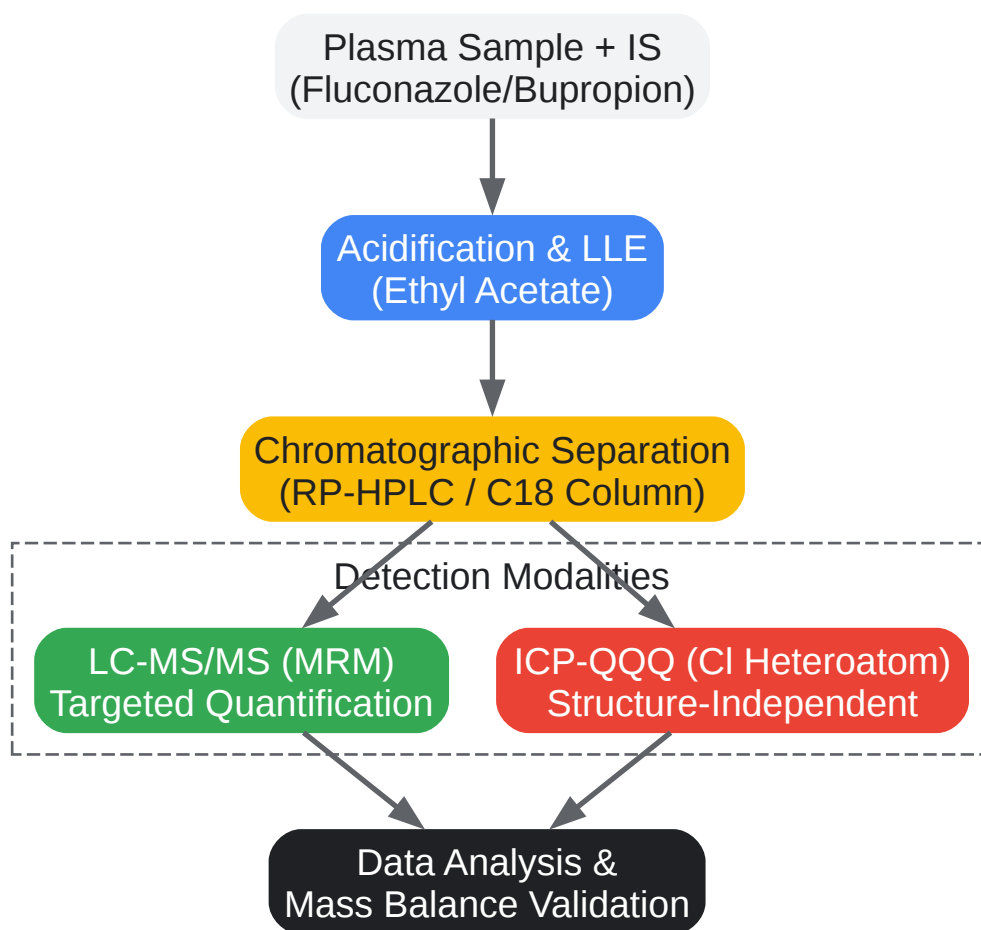 Plasma Sample + IS
(Fluconazole/Bupropion)
Acidification & LLE
(Ethyl Acetate)
Chromatographic Separation
(RP-HPLC / C18 Column)
Detection Modalities
LC-MS/MS (MRM)
Targeted Quantification
ICP-QQQ (Cl Heteroatom)
Structure-Independent
Data Analysis &
Mass Balance Validation